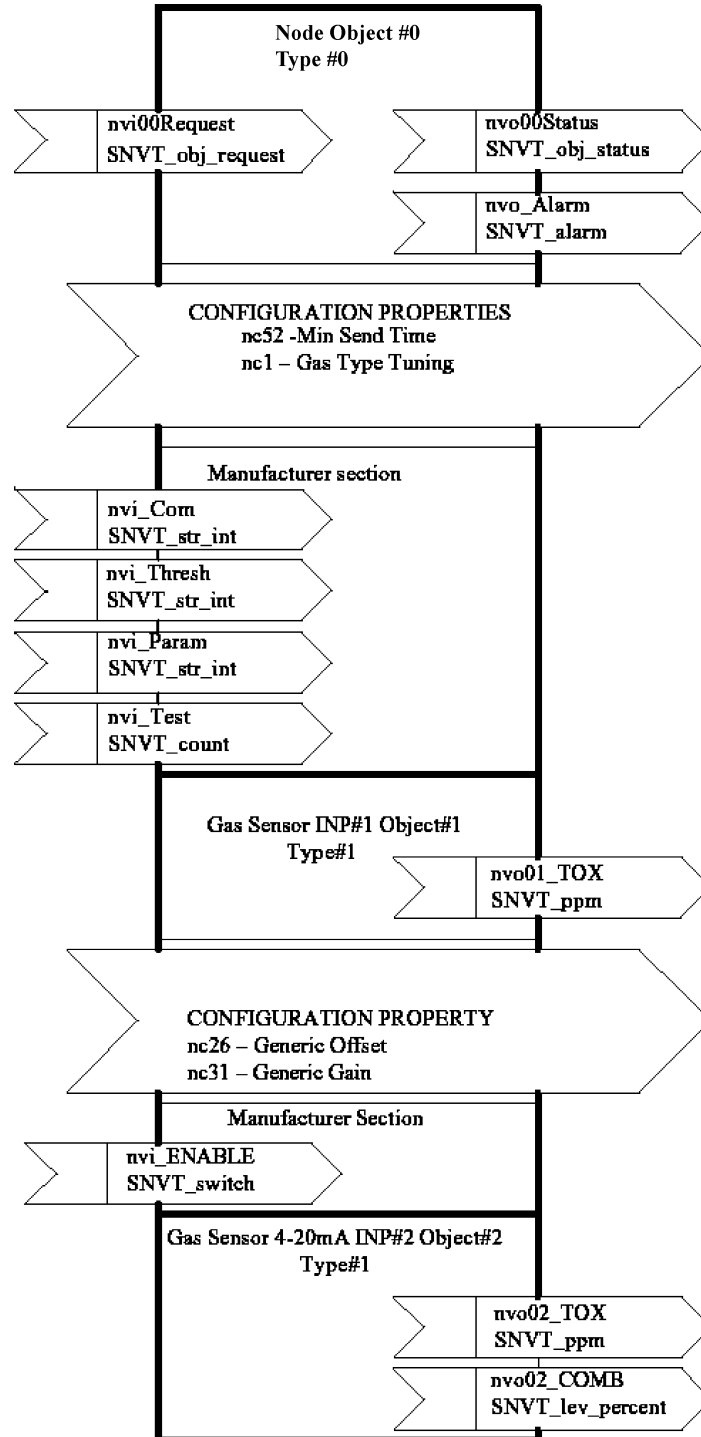 Node Object #0
Type #0
nvi00Request
SNVT_obj_request
nvo00Status
SNVT_obj_status
nvo_Alarm
SNVT_alarm
CONFIGURATION PROPERTIES
nc52 -Min Send Time
nc1 – Gas Type Tuning
Manufacturer section
nvi_Com
SNVT_str_int
nvi_Thresh
SNVT_str_int
nvi_Param
SNVT_str_int
nvi_Test
SNVT_count
Gas Sensor INP#1 Object#1
Type#1
nvo01_TOX
SNVT_ppm
CONFIGURATION PROPERTY
nc26 – Generic Offset
nc31 – Generic Gain
Manufacturer Section
nvi_ENABLE
SNVT_switch
Gas Sensor 4-20mA INP#2 Object#2
Type#1
nvo02_TOX
SNVT_ppm
nvo02_COMB
SNVT_lev_percent